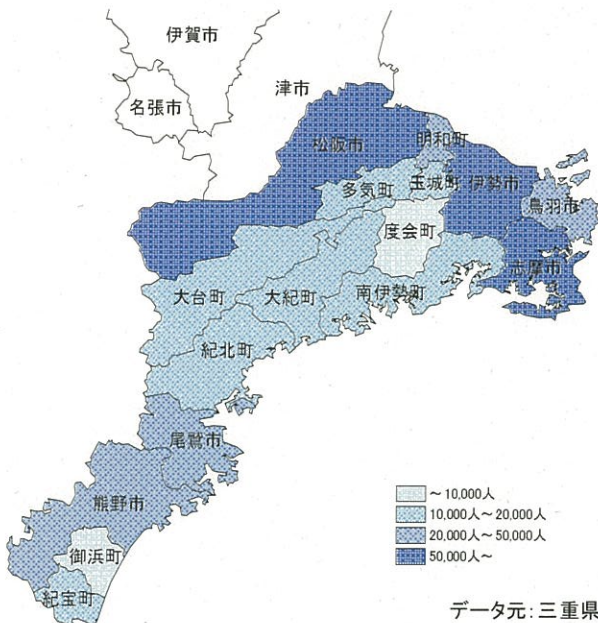 伊賀市
津市
名張市
松阪市
明和町
多気町
玉城町
伊勢市
鳥羽市
度会町
志摩市
大台町
大紀町
南伊勢町
紀北町
尾鷲市
熊野市
御浜町
紀宝町
～10,000人
10,000人～20,000人
20,000人～50,000人
50,000人～
データ元：三重県